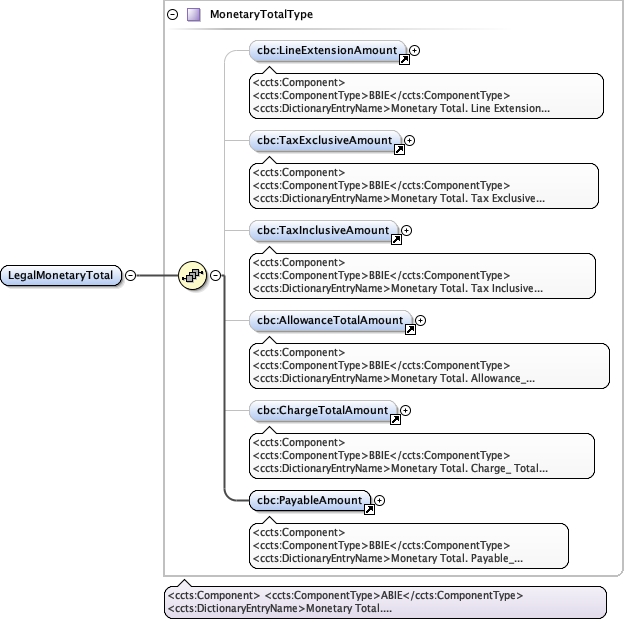 MonetaryTotalType
cbc:LineExtensionAmount
<ccts:Component>
<ccts:ComponentType>BBIE</ccts:ComponentType>
<ccts:DictionaryEntryName>Monetary Total. Line Extension...
cbc:TaxExclusiveAmount
<ccts:Component>
<ccts:ComponentType>BBIE</ccts:ComponentType>
<ccts:DictionaryEntryName>Monetary Total. Tax Exclusive...
cbc:TaxInclusiveAmount
<ccts:Component>
<ccts:ComponentType>BBIE</ccts:ComponentType>
<ccts:DictionaryEntryName>Monetary Total. Tax Inclusive...
LegalMonetaryTotal
cbc:AllowanceTotalAmount
<ccts:Component>
<ccts:ComponentType>BBIE</ccts:ComponentType>
<ccts:DictionaryEntryName>Monetary Total. Allowance_...
cbc:ChargeTotalAmount
<ccts:Component>
<ccts:ComponentType>BBIE</ccts:ComponentType>
<ccts:DictionaryEntryName>Monetary Total. Charge_ Total...
cbc:PayableAmount
<ccts:Component>
<ccts:ComponentType>BBIE</ccts:ComponentType>
<ccts:DictionaryEntryName>Monetary Total. Payable_...
<ccts:Component> <ccts:ComponentType>ABIE</ccts:ComponentType>
<ccts:DictionaryEntryName>Monetary Total....